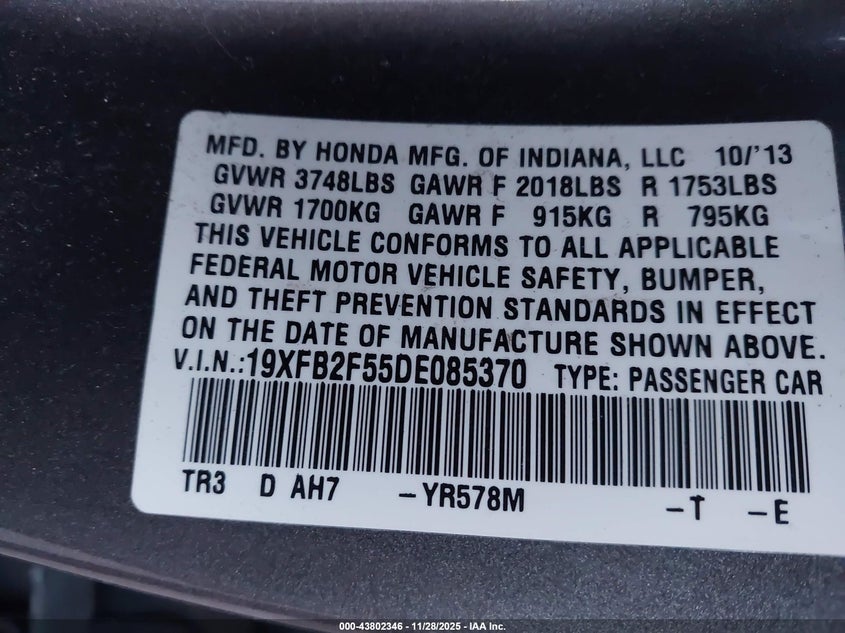 MFD. BY HONDA MFG. OF INDIANA, LLC 10/'13
GVWR 3748LBS GAWR F 2018LBS R 1753LBS
GVWR 1700KG GAWR F 915KG R 795KG
THIS VEHICLE CONFORMS TO ALL APPLICABLE
FEDERAL MOTOR VEHICLE SAFETY, BUMPER,
AND THEFT PREVENTION STANDARDS IN EFFECT
ON THE DATE OF MANUFACTURE SHOWN ABOVE.
V.I.N.:19XFB2F55DE085370 TYPE: PASSENGER CAR
TR3 D AH7 -YR578M -T -E
000-43802346 | 11/28/2025 - IAA Inc.